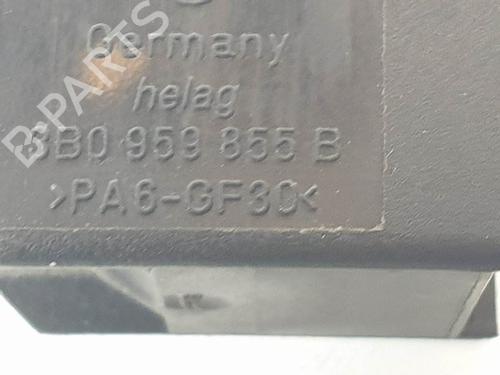 Germany
helag
3B0 959 855 B
>PA6-GF30<
B-PARTS